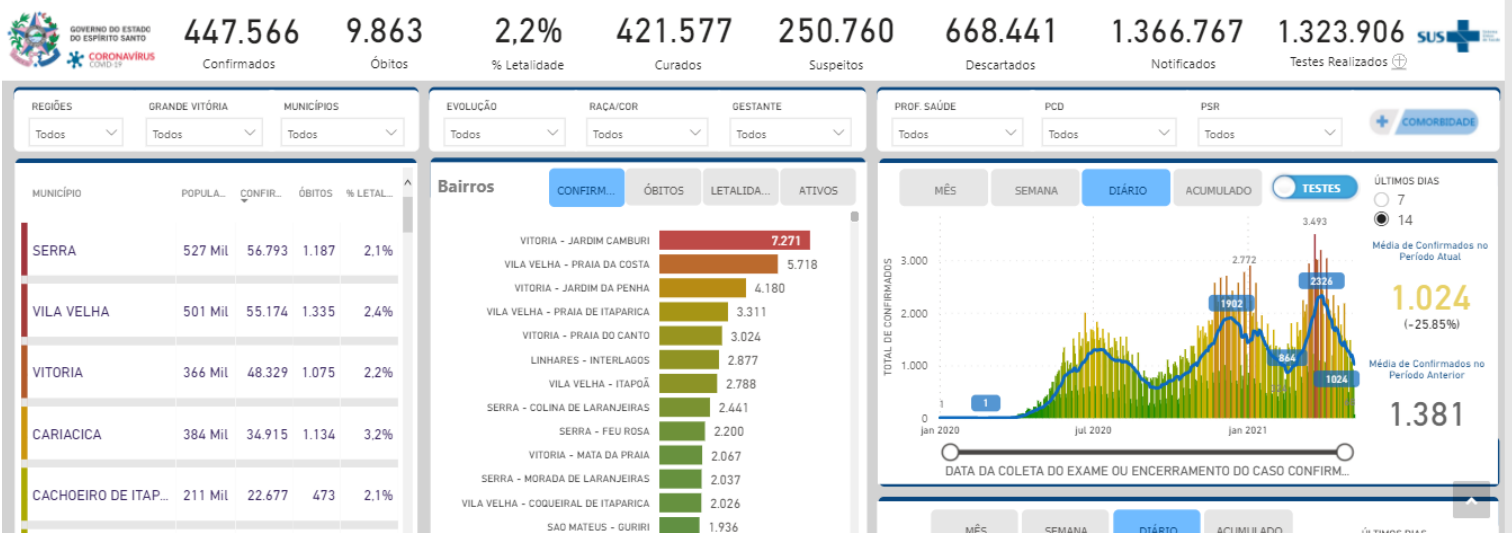 GOVERNO DO ESTADO
DO ESPÍRITO SANTO
CORONAVÍRUS
COVID-19
447.566
Confirmados
9.863
Óbitos
2,2%
% Letalidade
421.577
Curados
250.760
Suspeitos
668.441
Descartados
1.366.767
Notificados
1.323.906
Testes Realizados
SUS
REGIÕES
Todos
GRANDE VITÓRIA
Todos
MUNICÍPIOS
Todos
EVOLUÇÃO
Todos
RAÇA/COR
Todos
GESTANTE
Todos
PROF. SAÚDE
Todos
PCD
Todos
PSR
Todos
COMORBIDADE
MUNICÍPIO POPULA... CONFIR... ÓBITOS % LETAL...
SERRA 527 Mil 56.793 1.187 2,1%
VILA VELHA 501 Mil 55.174 1.335 2,4%
VITORIA 366 Mil 48.329 1.075 2,2%
CARIACICA 384 Mil 34.915 1.134 3,2%
CACHOEIRO DE ITAP... 211 Mil 22.677 473 2,1%
Bairros
CONFIRM... ÓBITOS LETALIDA... ATIVOS
VITORIA - JARDIM CAMBURI 7.271
VILA VELHA - PRAIA DA COSTA 5.718
VITORIA - JARDIM DA PENHA 4.180
VILA VELHA - PRAIA DE ITAPARICA 3.311
VITORIA - PRAIA DO CANTO 3.024
LINHARES - INTERLAGOS 2.877
VILA VELHA - ITAPOÃ 2.788
SERRA - COLINA DE LARANJEIRAS 2.441
SERRA - FEU ROSA 2.200
VITORIA - MATA DA PRAIA 2.067
SERRA - MORADA DE LARANJEIRAS 2.037
VILA VELHA - COQUEIRAL DE ITAPARICA 2.026
SAO MATEUS - GURIRI 1.936
MÊS SEMANA DIÁRIO ACUMULADO TESTES
ÚLTIMOS DIAS
7
14
TOTAL DE CONFIRMADOS
3.000
2.000
1.000
0
3.493
2.772
2326
1902
864
1024
1
1
jan 2020 jul 2020 jan 2021
DATA DA COLETA DO EXAME OU ENCERRAMENTO DO CASO CONFIRM...
Média de Confirmados no
Período Atual
1.024
(-25.85%)
Média de Confirmados no
Período Anterior
1.381
MÊS SEMANA DIÁRIO ACUMULADO
ÚLTIMOS DIAS